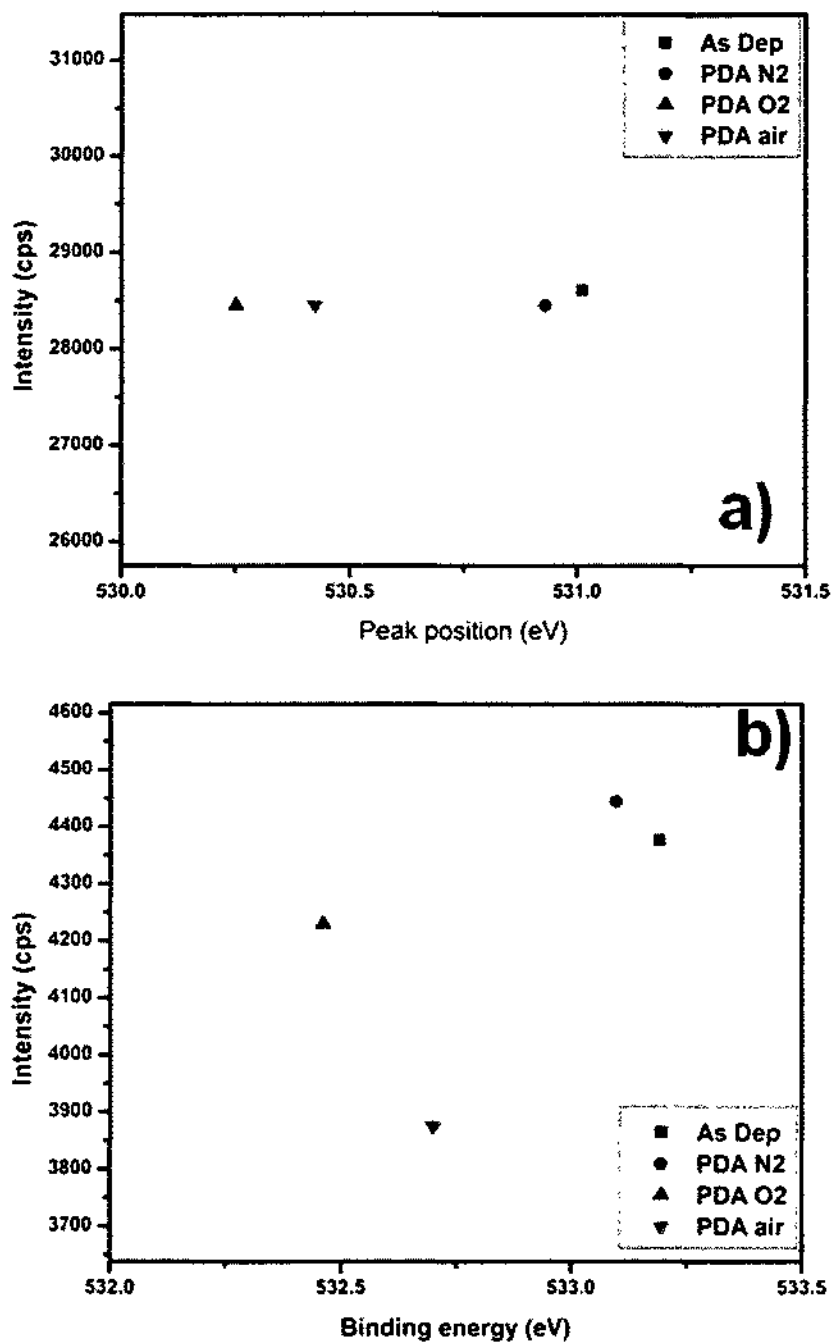 31000
30000
29000
28000
27000
26000
Intensity (cps)
As Dep
PDA N2
PDA O2
PDA air
a)
530.0 530.5 531.0 531.5
Peak position (eV)
4600
4500
4400
4300
4200
4100
4000
3900
3800
3700
Intensity (cps)
b)
As Dep
PDA N2
PDA O2
PDA air
532.0 532.5 533.0 533.5
Binding energy (eV)